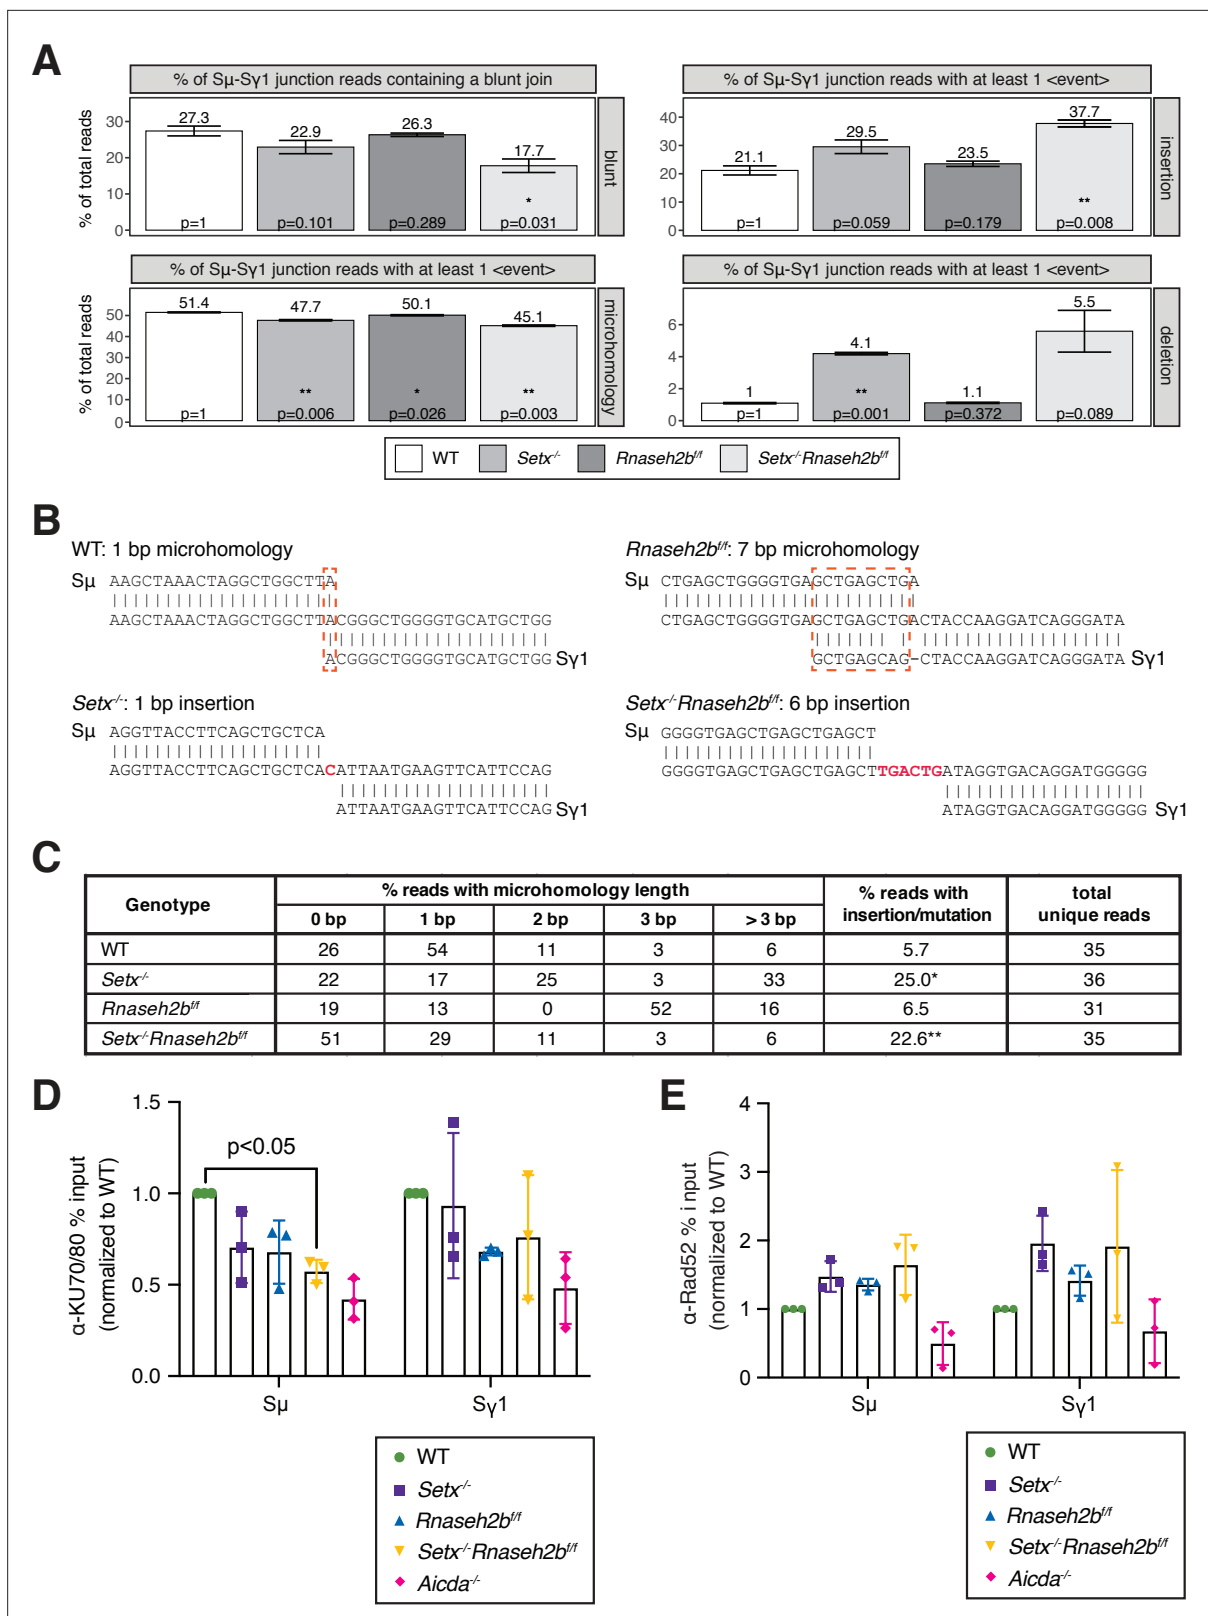 A
% of Sμ-Sγ1 junction reads containing a blunt join
% of total reads
30
20
10
0
27.3
22.9
26.3
17.7
*
p=1
p=0.101
p=0.289
p=0.031
blunt
% of Sμ-Sγ1 junction reads with at least 1 <event>
40
30
20
10
0
21.1
29.5
23.5
37.7
**
p=1
p=0.059
p=0.179
p=0.008
insertion
% of Sμ-Sγ1 junction reads with at least 1 <event>
% of total reads
50
40
30
20
10
0
51.4
47.7
50.1
45.1
**
*
**
p=1
p=0.006
p=0.026
p=0.003
microhomology
% of Sμ-Sγ1 junction reads with at least 1 <event>
6
4
2
0
1
4.1
1.1
5.5
**
p=1
p=0.001
p=0.372
p=0.089
deletion
WT Setx-/- Rnaseh2bf/f Setx-/-Rnaseh2bf/f
B
WT: 1 bp microhomology
Sμ AAGCTAAACTAGGCTGGCTTA
AAGCTAAACTAGGCTGGCTTACGGGCTGGGGTGCATGCTGG
ACGGGCTGGGGTGCATGCTGG Sγ1
Rnaseh2bf/f: 7 bp microhomology
Sμ CTGAGCTGGGGTGAGCTGAGCTGA
CTGAGCTGGGGTGAGCTGAGCTGACTACCAAGGATCAGGGATA
GCTGAGCAG-CTACCAAGGATCAGGGATA Sγ1
Setx-/-: 1 bp insertion
Sμ AGGTTACCTTCAGCTGCTCA
AGGTTACCTTCAGCTGCTCACATTAATGAAGTTCATTCCAG
ATTAATGAAGTTCATTCCAG Sγ1
Setx-/-Rnaseh2bf/f: 6 bp insertion
Sμ GGGGTGAGCTGAGCTGAGCT
GGGGTGAGCTGAGCTGAGCTTGACTGATAGGTGACAGGATGGGGG
ATAGGTGACAGGATGGGGG Sγ1
C
Genotype % reads with microhomology length % reads with insertion/mutation total unique reads
0 bp 1 bp 2 bp 3 bp > 3 bp
WT 26 54 11 3 6 5.7 35
Setx-/- 22 17 25 3 33 25.0* 36
Rnaseh2bf/f 19 13 0 52 16 6.5 31
Setx-/-Rnaseh2bf/f 51 29 11 3 6 22.6** 35
D
α-KU70/80 % input
(normalized to WT)
1.5
1.0
0.5
0.0
p<0.05
Sμ Sγ1
WT
Setx-/-
Rnaseh2bf/f
Setx-/-Rnaseh2bf/f
Aicda-/-
E
α-Rad52 % input
(normalized to WT)
4
3
2
1
0
Sμ Sγ1
WT
Setx-/-
Rnaseh2bf/f
Setx-/-Rnaseh2bf/f
Aicda-/-